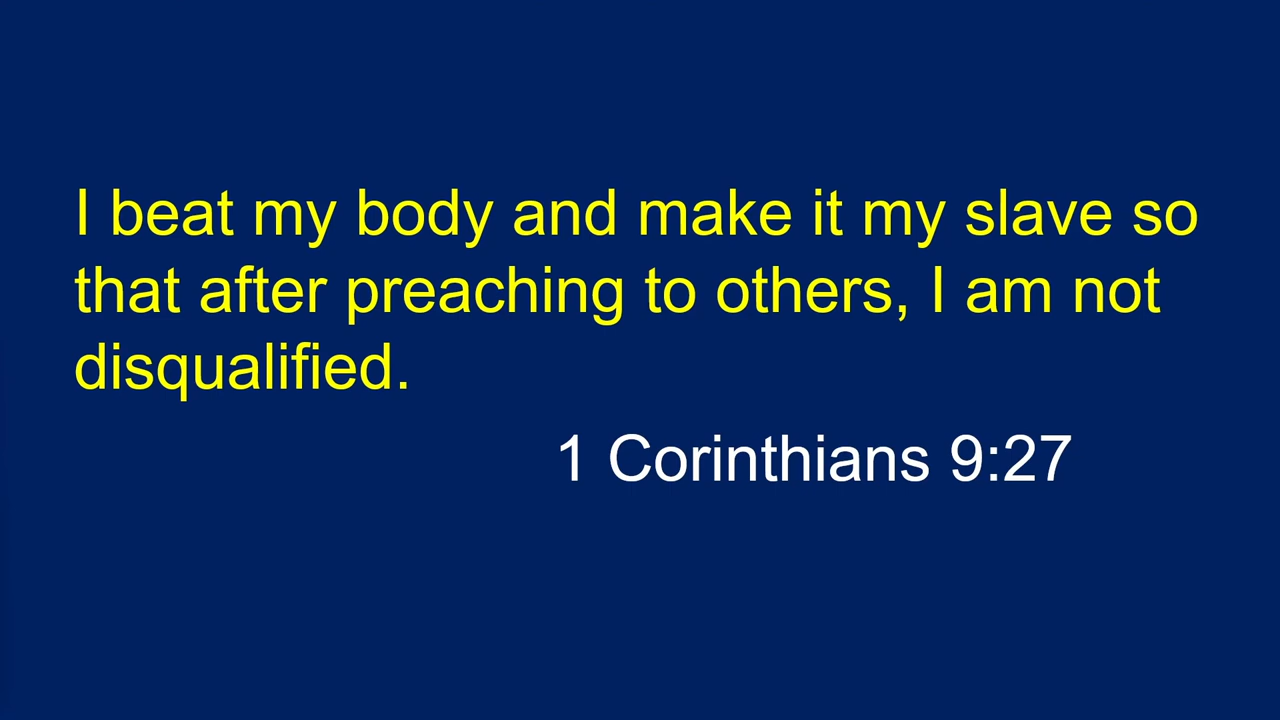 I beat my body and make it my slave so
that after preaching to others, I am not
disqualified.
1 Corinthians 9:27